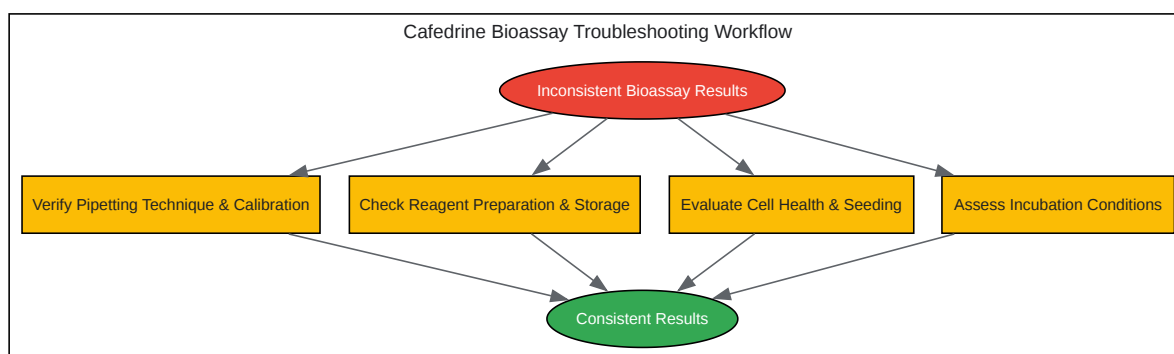 Cafedrine Bioassay Troubleshooting Workflow
Inconsistent Bioassay Results
Verify Pipetting Technique & Calibration
Check Reagent Preparation & Storage
Evaluate Cell Health & Seeding
Assess Incubation Conditions
Consistent Results